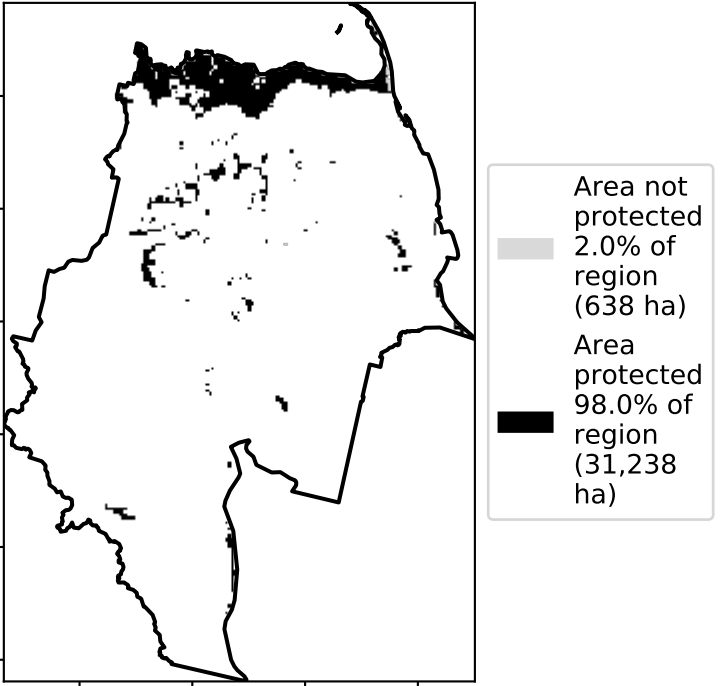 Area not
protected
2.0% of
region
(638 ha)
Area
protected
98.0% of
region
(31,238
ha)